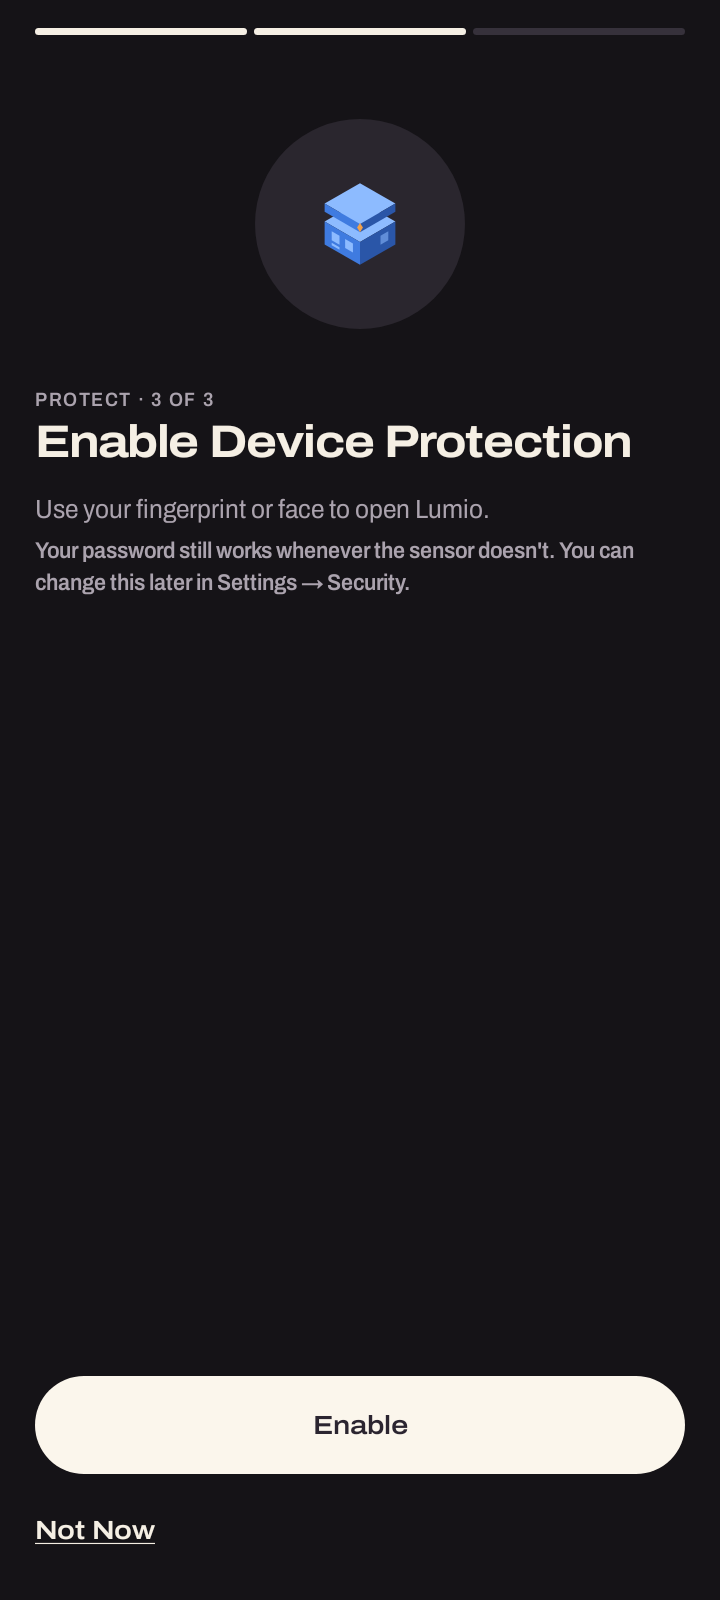 PROTECT · 3 OF 3
Enable Device Protection
Use your fingerprint or face to open Lumio.
Your password still works whenever the sensor doesn't. You can
change this later in Settings → Security.
Enable
Not Now